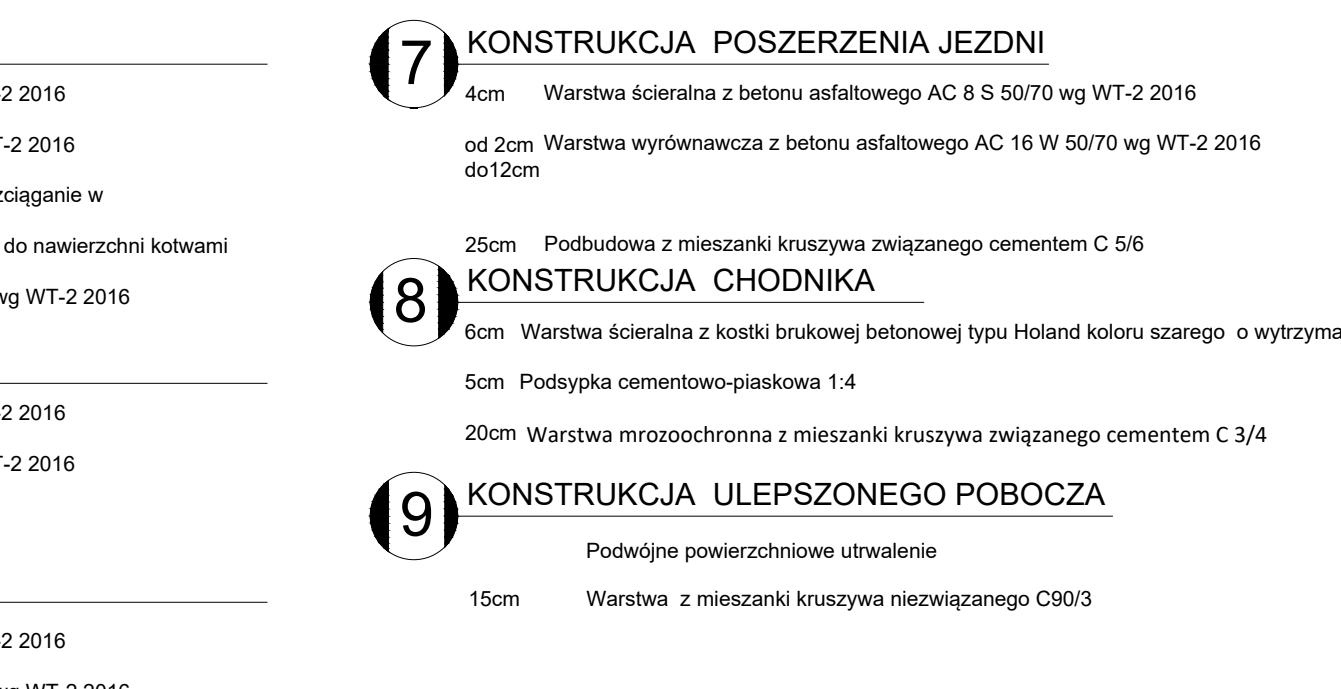 -2 2016
-2 2016
ciąganie w
do nawierzchni kotwami
wg WT-2 2016
2 2016
-2 2016
2 2016
wg WT-2 2016
7 KONSTRUKCJA POSZERZENIA JEZDNI
4cm Warstwa ścieralna z betonu asfaltowego AC 8 S 50/70 wg WT-2 2016
od 2cm Warstwa wyrównawcza z betonu asfaltowego AC 16 W 50/70 wg WT-2 2016
do12cm
25cm Podbudowa z mieszanki kruszywa związanego cementem C 5/6
8 KONSTRUKCJA CHODNIKA
6cm Warstwa ścieralna z kostki brukowej betonowej typu Holand koloru szarego o wytrzyma
5cm Podsypka cementowo-piaskowa 1:4
20cm Warstwa mrozoochronna z mieszanki kruszywa związanego cementem C 3/4
9 KONSTRUKCJA ULEPSZONEGO POBOCZA
Podwójne powierzchniowe utrwalenie
15cm Warstwa z mieszanki kruszywa niezwiązanego C90/3